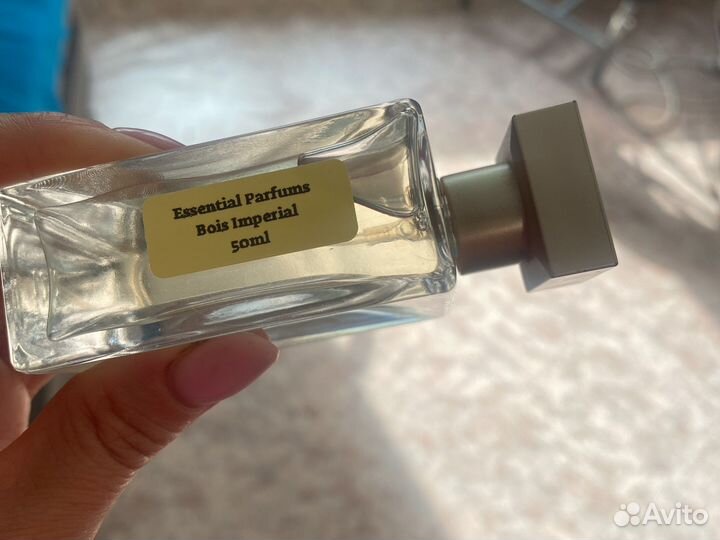 Essential Parfums
Bois Imperial
50ml
Avito